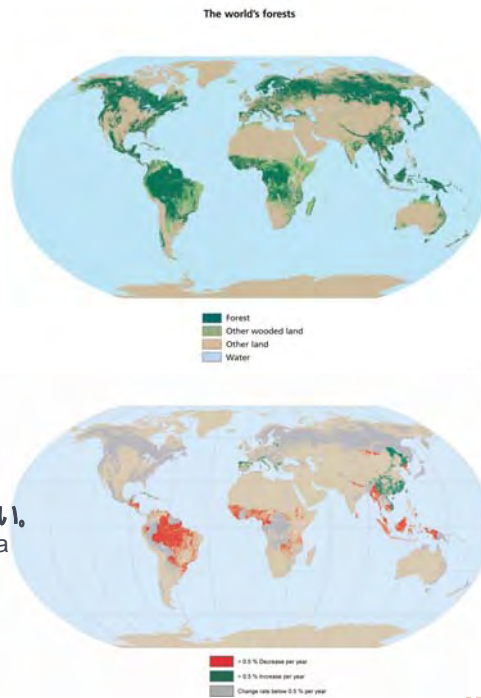 The world's forests
Forest
Other wooded land
Other land
Water
a
> 0.5 % Decrease per year
> 0.5 % Increase per year
Change rate below 0.5 % per year